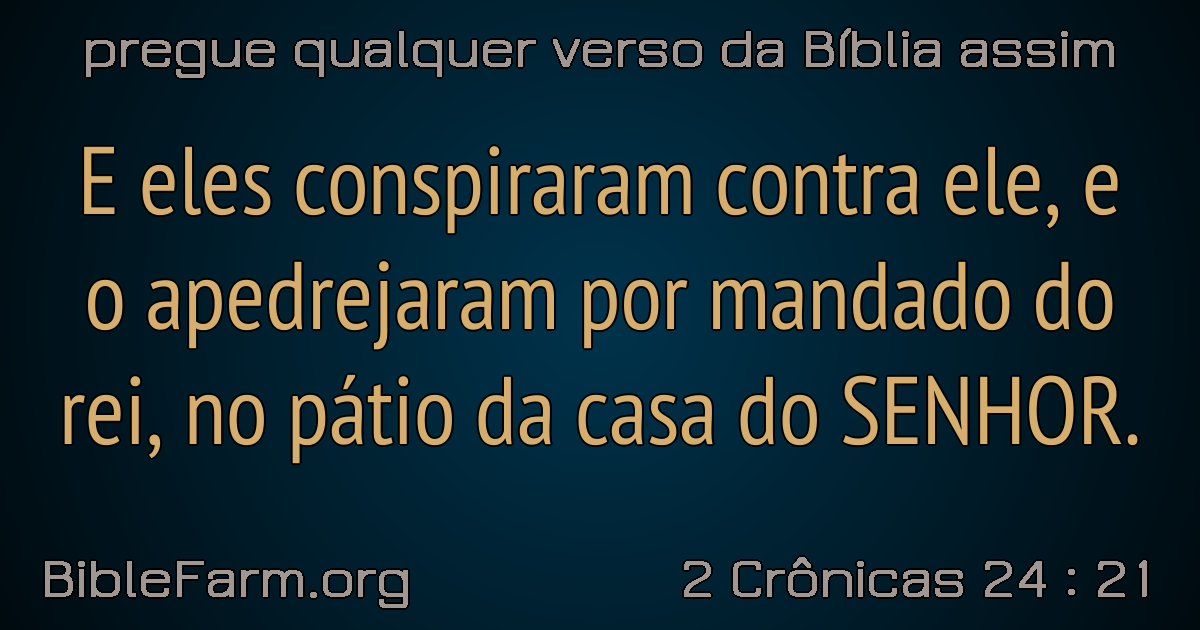 pregue qualquer verso da Bíblia assim
E eles conspiraram contra ele, e
o apedrejaram por mandado do
rei, no pátio da casa do SENHOR.
BibleFarm.org
2 Crônicas 24 : 21